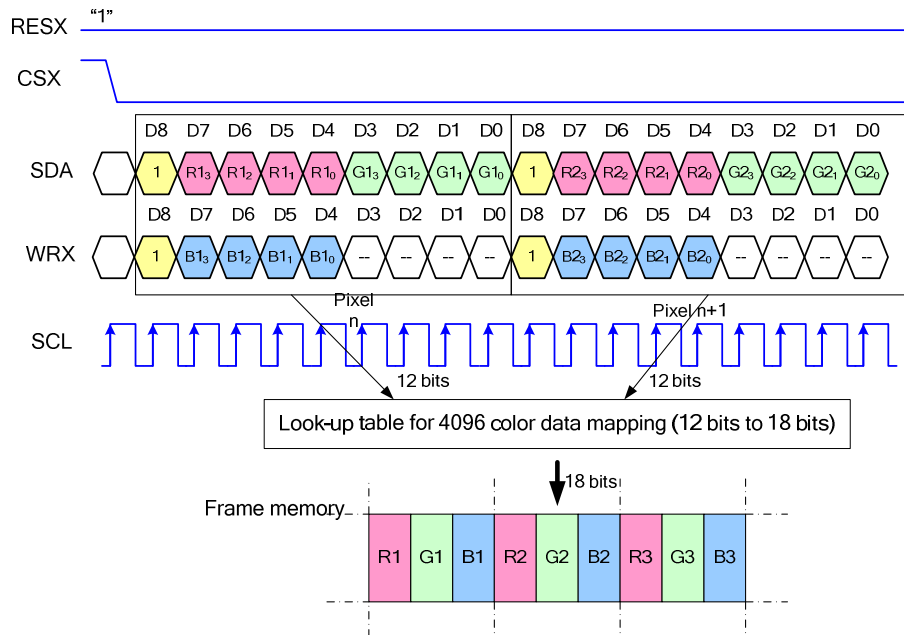 RESX "1"
CSX
D8 D7 D6 D5 D4 D3 D2 D1 D0 D8 D7 D6 D5 D4 D3 D2 D1 D0
SDA 1 R1₃ R1₂ R1₁ R1₀ G1₃ G1₂ G1₁ G1₀ 1 R2₃ R2₂ R2₁ R2₀ G2₃ G2₂ G2₁ G2₀
D8 D7 D6 D5 D4 D3 D2 D1 D0 D8 D7 D6 D5 D4 D3 D2 D1 D0
WRX 1 B1₃ B1₂ B1₁ B1₀ -- -- -- -- 1 B2₃ B2₂ B2₁ B2₀ -- -- -- --
Pixel n
Pixel n+1
SCL
12 bits
12 bits
Look-up table for 4096 color data mapping (12 bits to 18 bits)
18 bits
Frame memory
R1 G1 B1 R2 G2 B2 R3 G3 B3